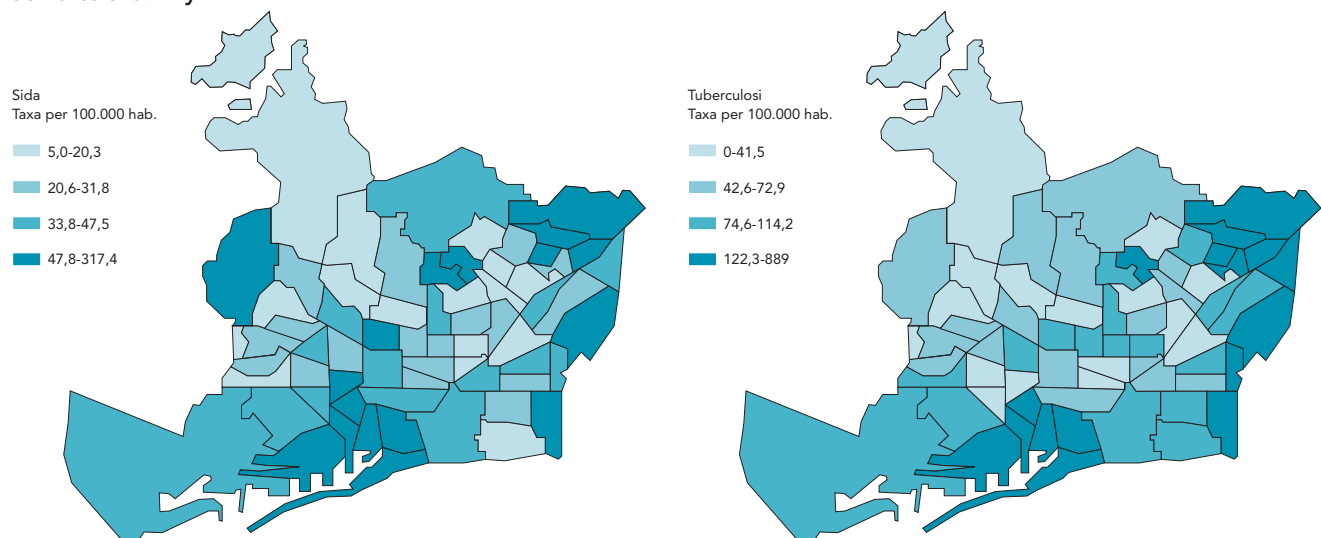 Sida
Taxa per 100.000 hab.
5,0-20,3
20,6-31,8
33,8-47,5
47,8-317,4
Tuberculosi
Taxa per 100.000 hab.
0-41,5
42,6-72,9
74,6-114,2
122,3-889